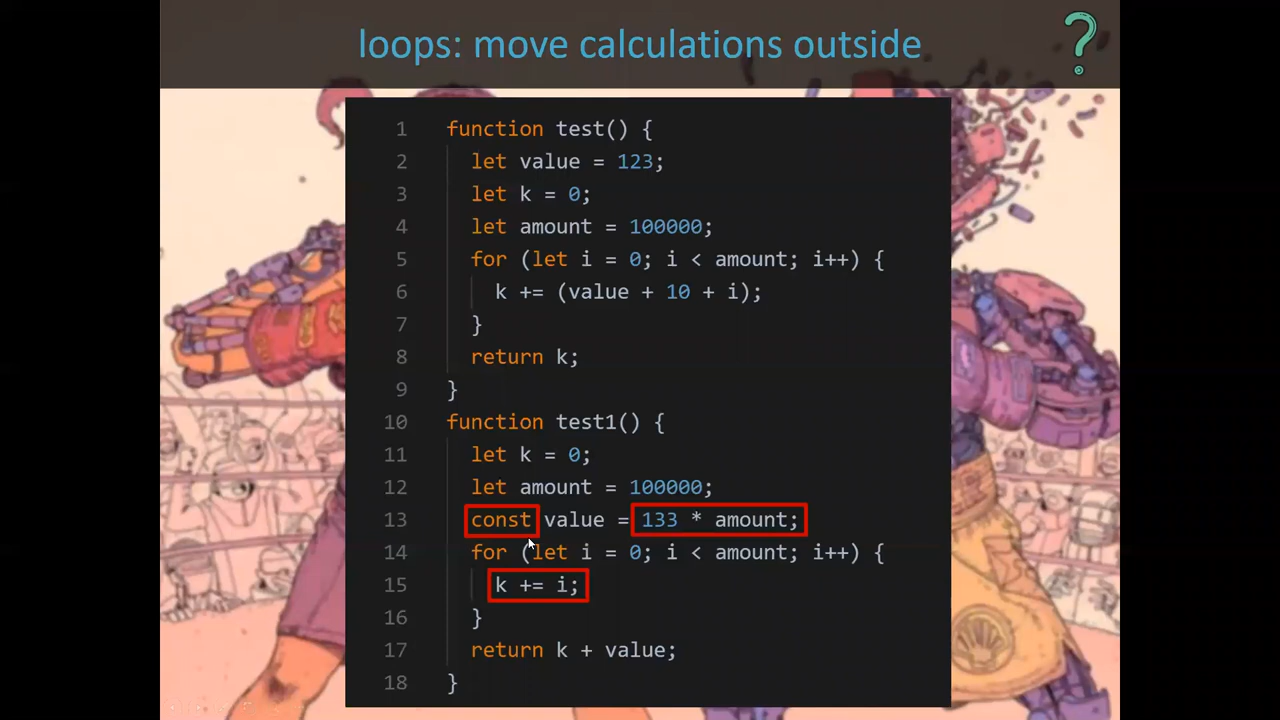 loops: move calculations outside
?
1 function test() {
2 let value = 123;
3 let k = 0;
4 let amount = 100000;
5 for (let i = 0; i < amount; i++) {
6 k += (value + 10 + i);
7 }
8 return k;
9 }
10 function test1() {
11 let k = 0;
12 let amount = 100000;
13 const value = 133 * amount;
14 for (let i = 0; i < amount; i++) {
15 k += i;
16 }
17 return k + value;
18 }